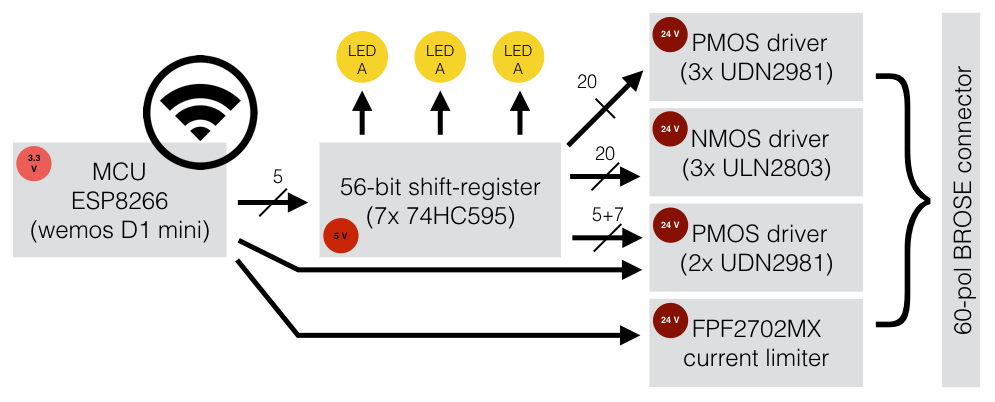 LED
A
LED
A
LED
A
3.3
V
MCU
ESP8266
(wemos D1 mini)
5
56-bit shift-register
(7x 74HC595)
5 V
20
20
5+7
24 V
PMOS driver
(3x UDN2981)
24 V
NMOS driver
(3x ULN2803)
24 V
PMOS driver
(2x UDN2981)
24 V
FPF2702MX
current limiter
60-pol BROSE connector